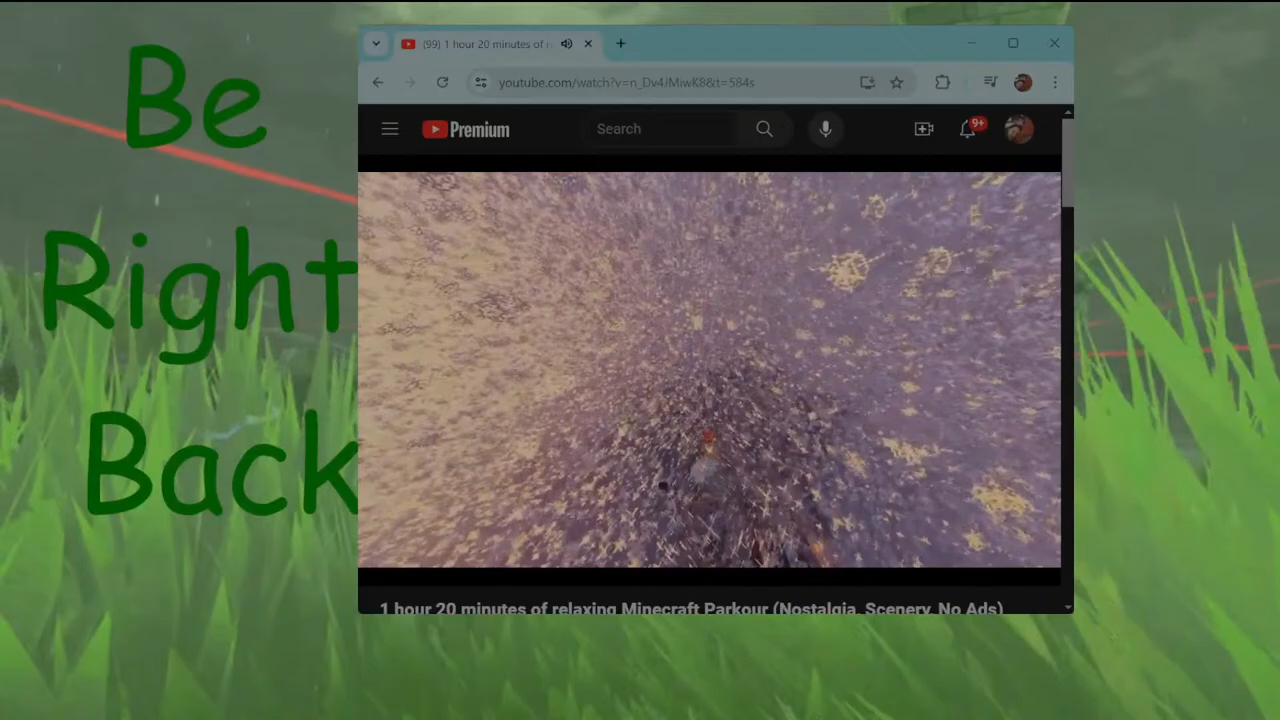 Be
Right
Back
(99) 1 hour 20 minutes of r
youtube.com/watch?v=n_Dv4JMiwK8&t=584s
Premium
Search
9+
1 hour 20 minutes of relaxing Minecraft Parkour (Nostalgia, Scenery, No Ads)